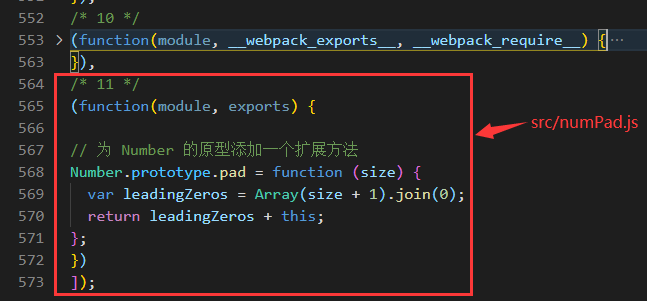 552 /* 10 */
553 > (function(module, __webpack_exports__, __webpack_require__) {…
563 }),
564 /* 11 */
565 (function(module, exports) {
566
567 // 为 Number 的原型添加一个扩展方法
568 Number.prototype.pad = function (size) {
569 var leadingZeros = Array(size + 1).join(0);
570 return leadingZeros + this;
571 };
572 })
573 ]);
src/numPad.js